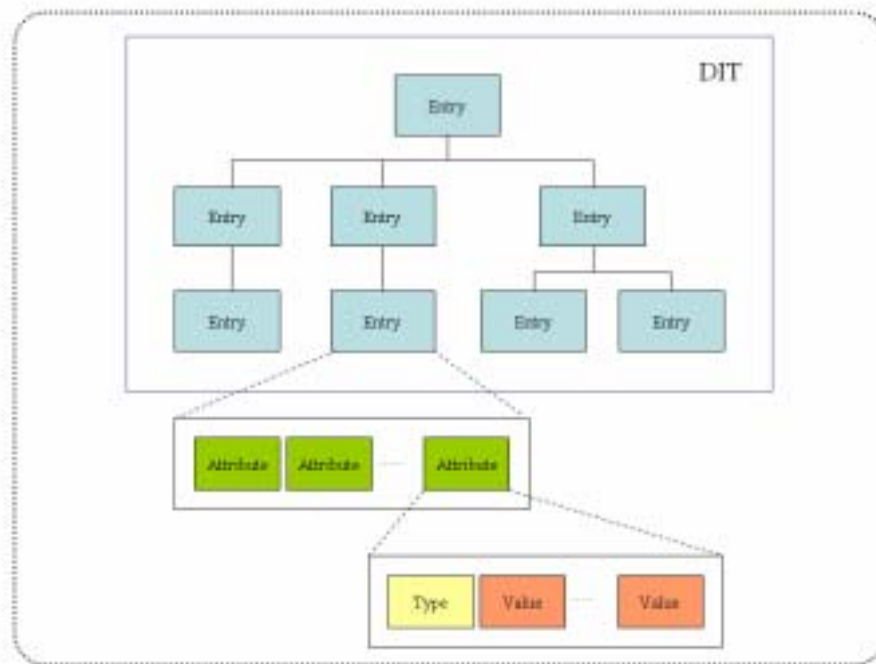 DIT
Entry
Entry Entry Entry
Entry Entry Entry Entry
Attribute Attribute Attribute
Type Value Value